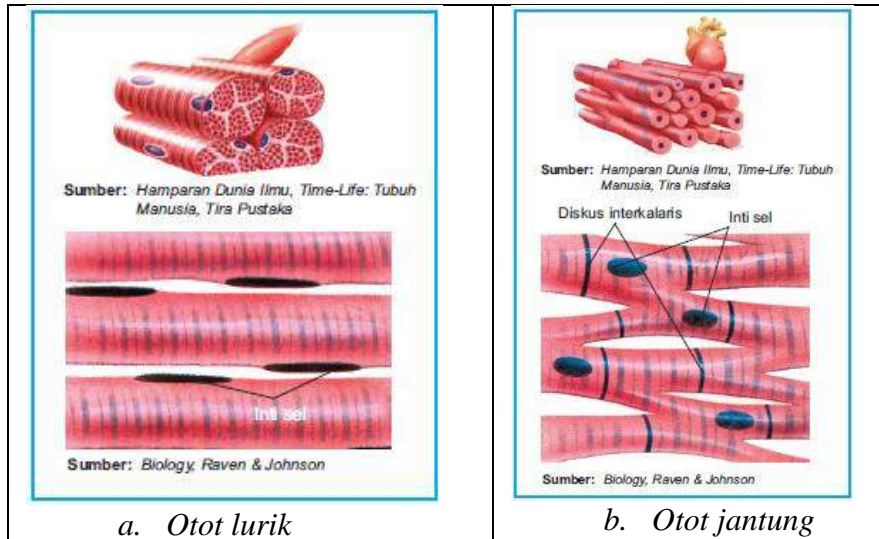 Sumber: Hamparan Dunia Ilmu, Time-Life: Tubuh
Manusia, Tira Pustaka
Inti sel
Sumber: Biology, Raven & Johnson
a. Otot lurik
Sumber: Hamparan Dunia Ilmu, Time-Life: Tubuh
Manusia, Tira Pustaka
Diskus interkalaris
Inti sel
Sumber: Biology, Raven & Johnson
b. Otot jantung